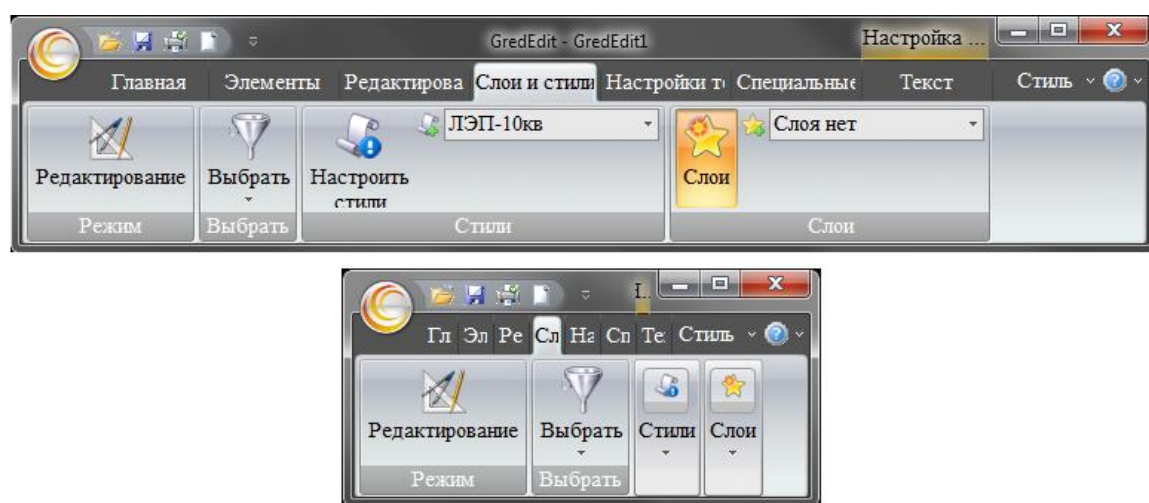 GredEdit - GredEdit1 Настройка ...
Главная Элементы Редактирова Слои и стили Настройки т Специальные Текст Стиль
ЛЭП-10кв Слоя нет
Редактирование Выбрать Настроить стили Слои
Режим Выбрать Стили Слои
Гл Эл Ре Сл На Сп Те Стиль
Редактирование Выбрать Стили Слои
Режим Выбрать